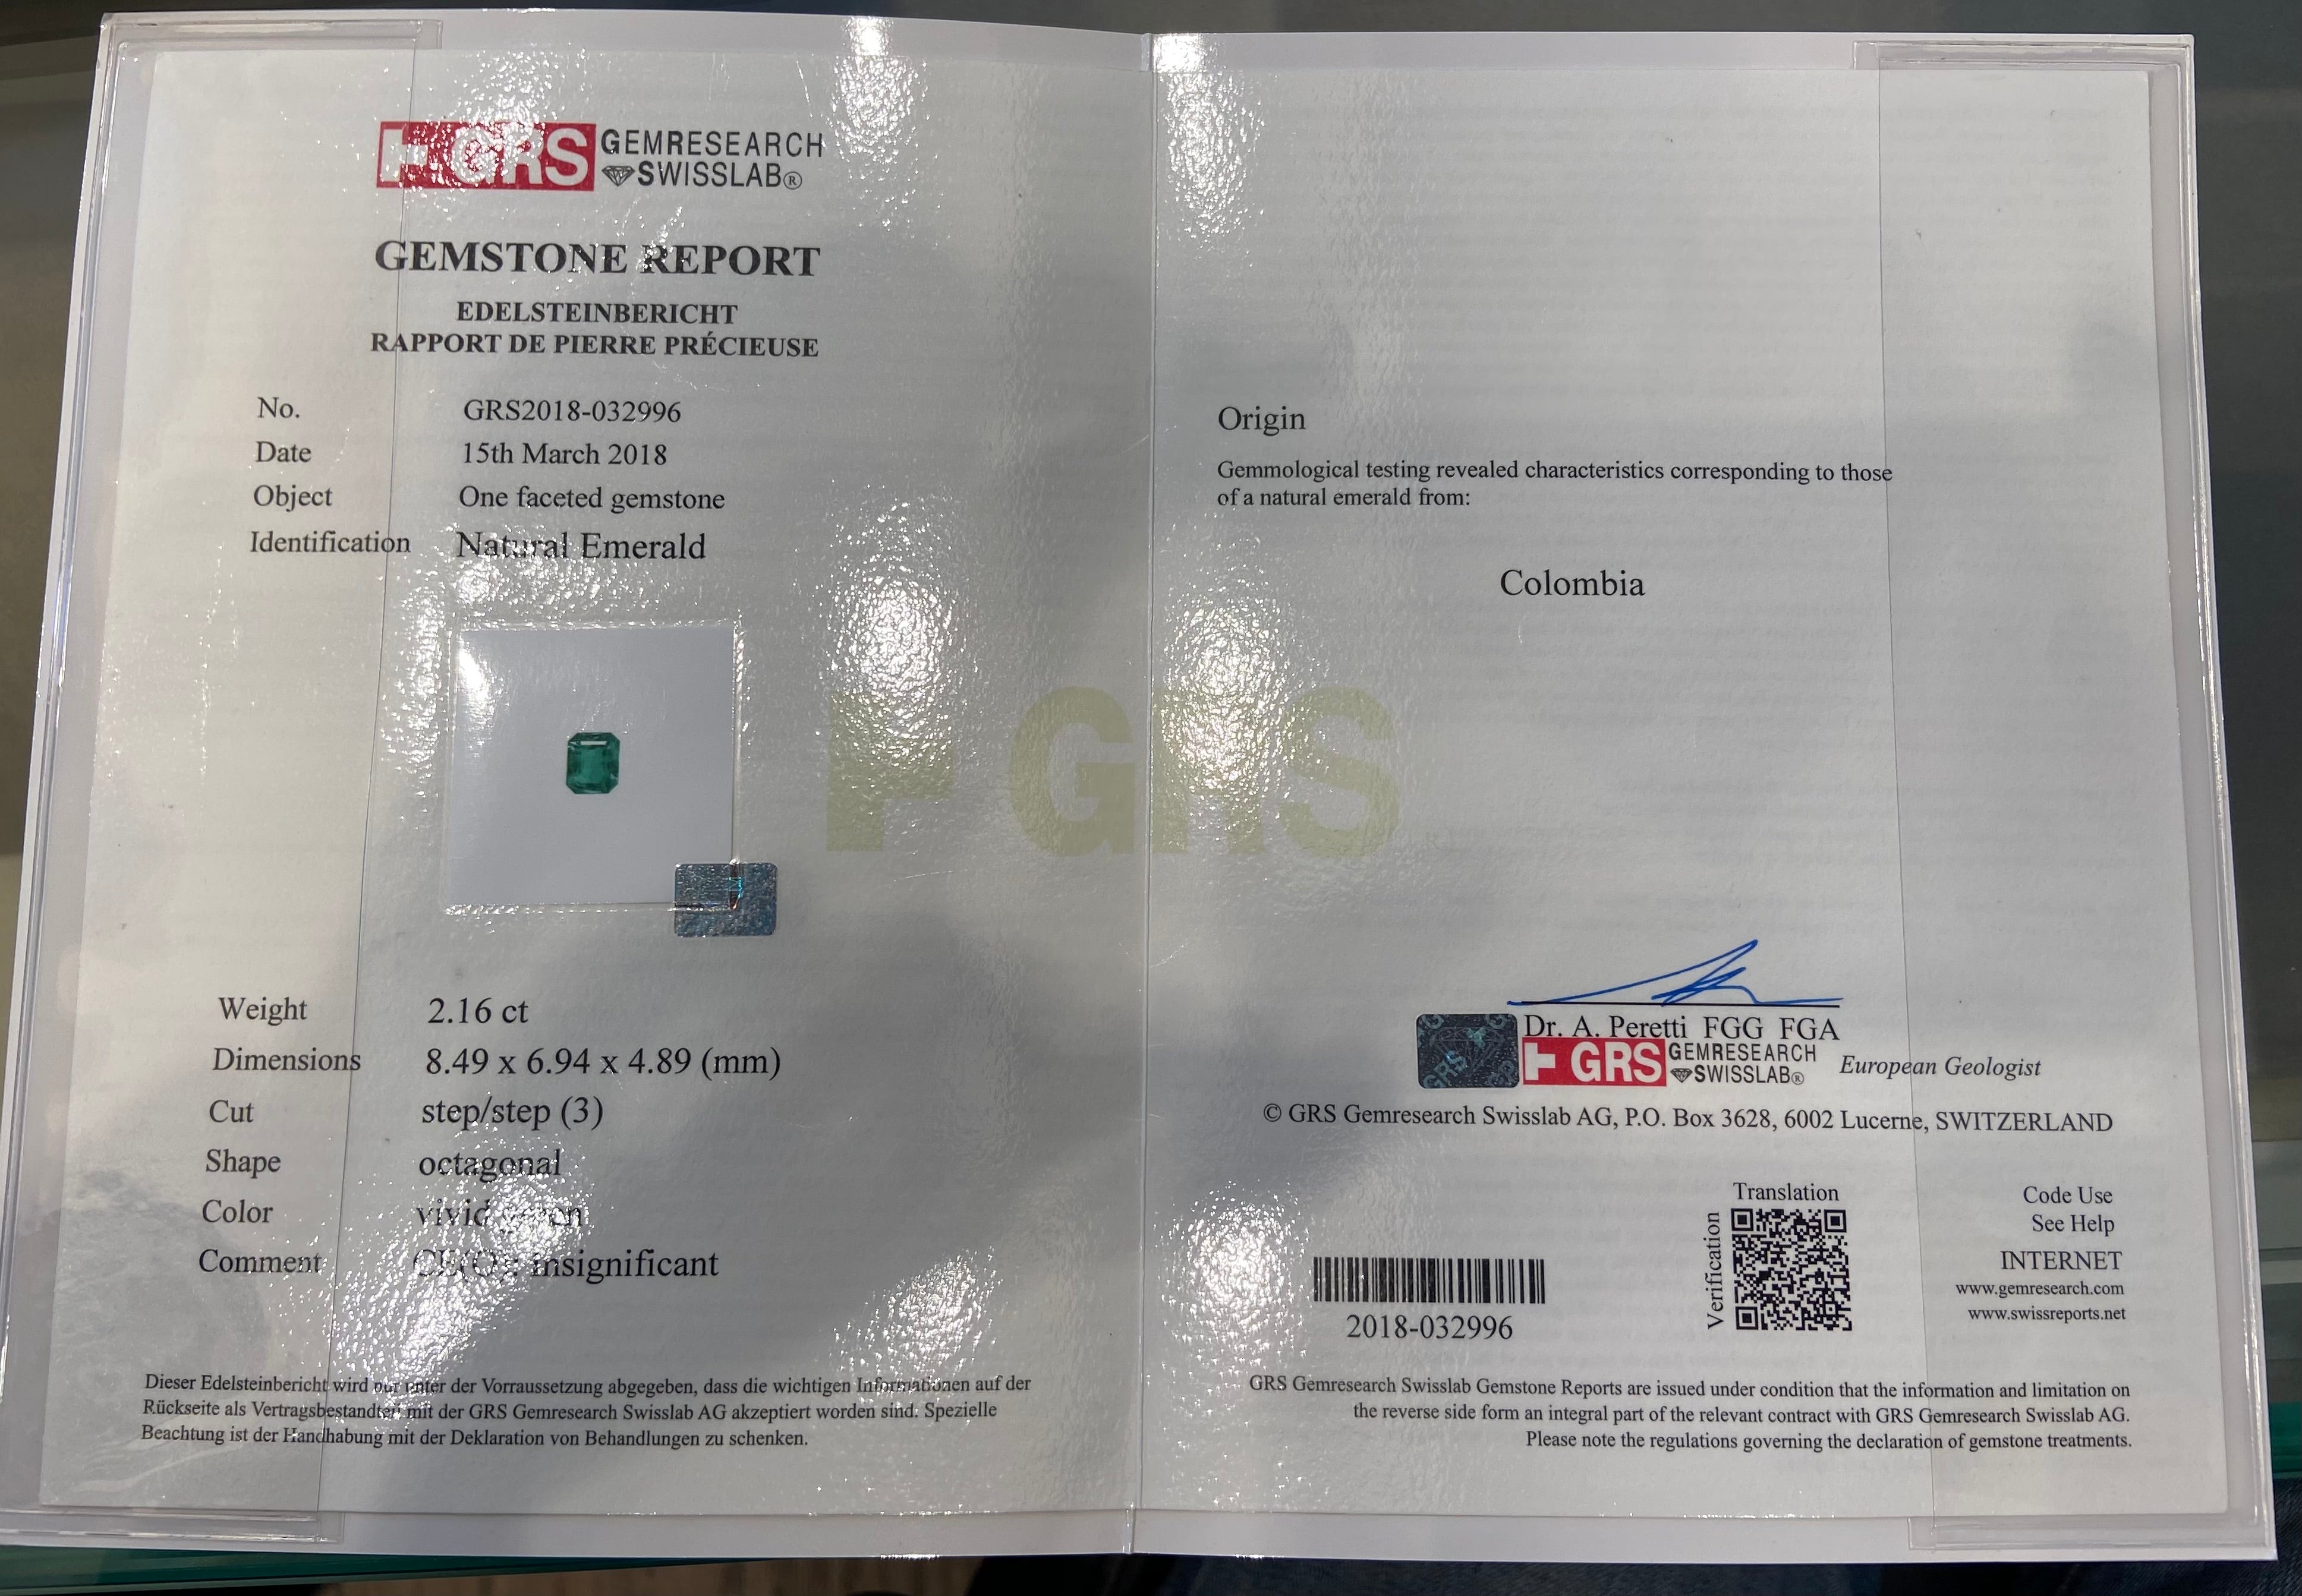 GRS GEMRESEARCH
SWISSLAB®
GEMSTONE REPORT
EDELSTEINBERICHT
RAPPORT DE PIERRE PRÉCIEUSE
No. GRS2018-032996
Date 15th March 2018
Object One faceted gemstone
Identification Natural Emerald
Weight 2.16 ct
Dimensions 8.49 x 6.94 x 4.89 (mm)
Cut step/step (3)
Shape octagonal
Color vivid green
Comment CE(O): insignificant
Dieser Edelsteinbericht wird nur unter der Vorraussetzung abgegeben, dass die wichtigen Informationen auf der
Rückseite als Vertragsbestandteil mit der GRS Gemresearch Swisslab AG akzeptiert worden sind. Spezielle
Beachtung ist der Handhabung mit der Deklaration von Behandlungen zu schenken.
GRS
Origin
Gemmological testing revealed characteristics corresponding to those
of a natural emerald from:
Colombia
Dr. A. Peretti FGG FGA
GRS GEMRESEARCH
SWISSLAB®
European Geologist
© GRS Gemresearch Swisslab AG, P.O. Box 3628, 6002 Lucerne, SWITZERLAND
2018-032996
Translation
Verification
Code Use
See Help
INTERNET
www.gemresearch.com
www.swissreports.net
GRS Gemresearch Swisslab Gemstone Reports are issued under condition that the information and limitation on
the reverse side form an integral part of the relevant contract with GRS Gemresearch Swisslab AG.
Please note the regulations governing the declaration of gemstone treatments.